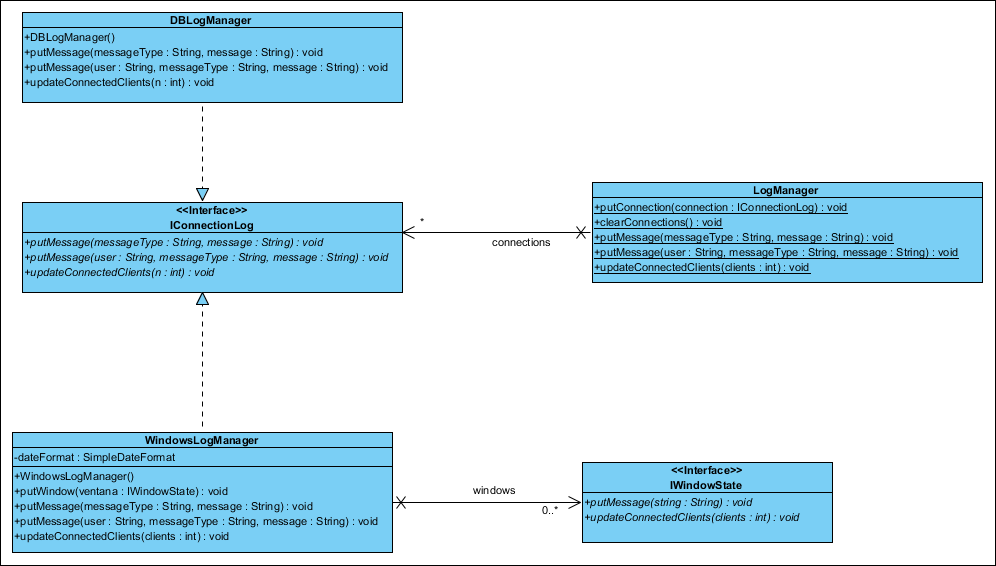 DBLogManager
+DBLogManager()
+putMessage(messageType : String, message : String) : void
+putMessage(user : String, messageType : String, message : String) : void
+updateConnectedClients(n : int) : void
<<Interface>>
IConnectionLog
+putMessage(messageType : String, message : String) : void
+putMessage(user : String, messageType : String, message : String) : void
+updateConnectedClients(n : int) : void
*
connections
LogManager
+putConnection(connection : IConnectionLog) : void
+clearConnections() : void
+putMessage(messageType : String, message : String) : void
+putMessage(user : String, messageType : String, message : String) : void
+updateConnectedClients(clients : int) : void
WindowsLogManager
-dateFormat : SimpleDateFormat
+WindowsLogManager()
+putWindow(ventana : IWindowState) : void
+putMessage(messageType : String, message : String) : void
+putMessage(user : String, messageType : String, message : String) : void
+updateConnectedClients(clients : int) : void
windows
0..*
<<Interface>>
IWindowState
+putMessage(string : String) : void
+updateConnectedClients(clients : int) : void